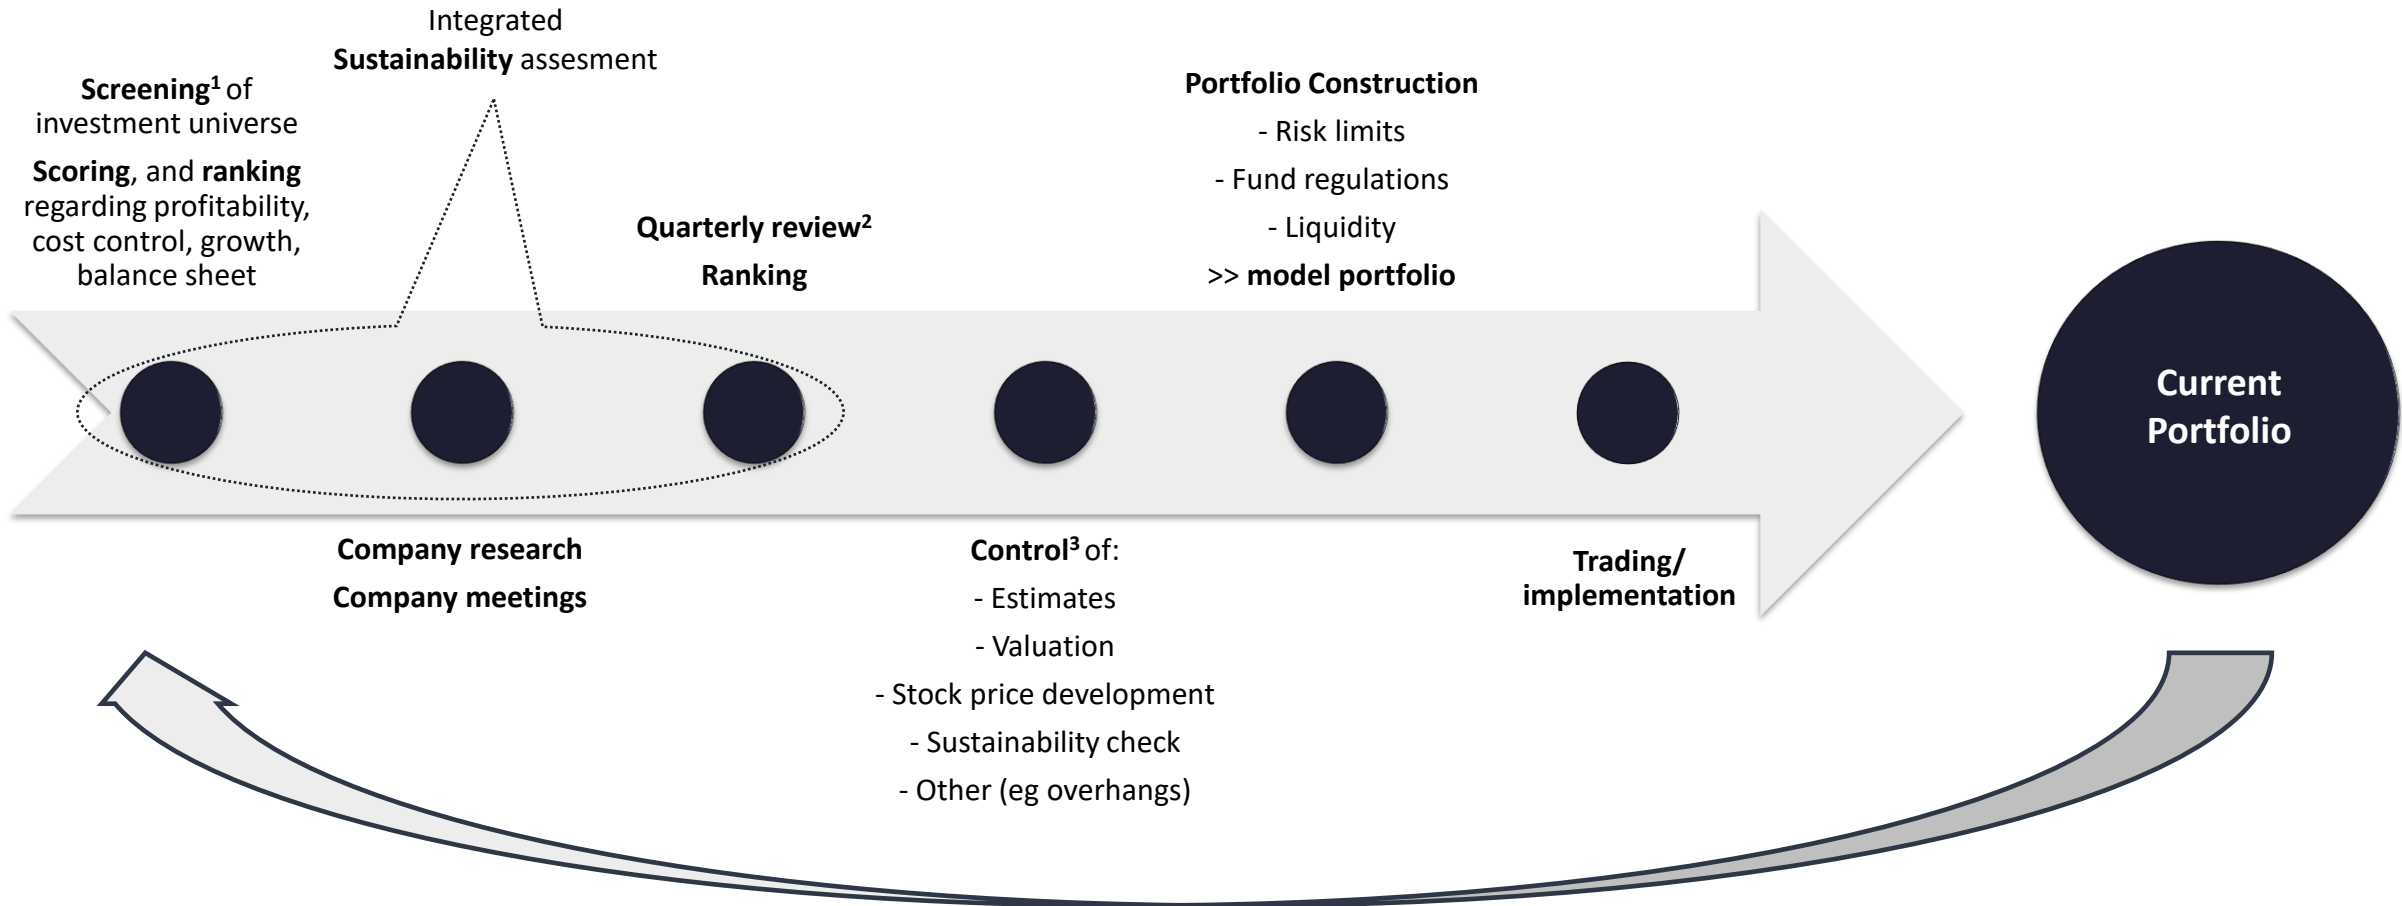 Integrated
Sustainability assesment
Screening¹ of
investment universe
Scoring, and ranking
regarding profitability,
cost control, growth,
balance sheet
Quarterly review²
Ranking
Portfolio Construction
- Risk limits
- Fund regulations
- Liquidity
>> model portfolio
Current
Portfolio
Company research
Company meetings
Control³ of:
- Estimates
- Valuation
- Stock price development
- Sustainability check
- Other (eg overhangs)
Trading/
implementation